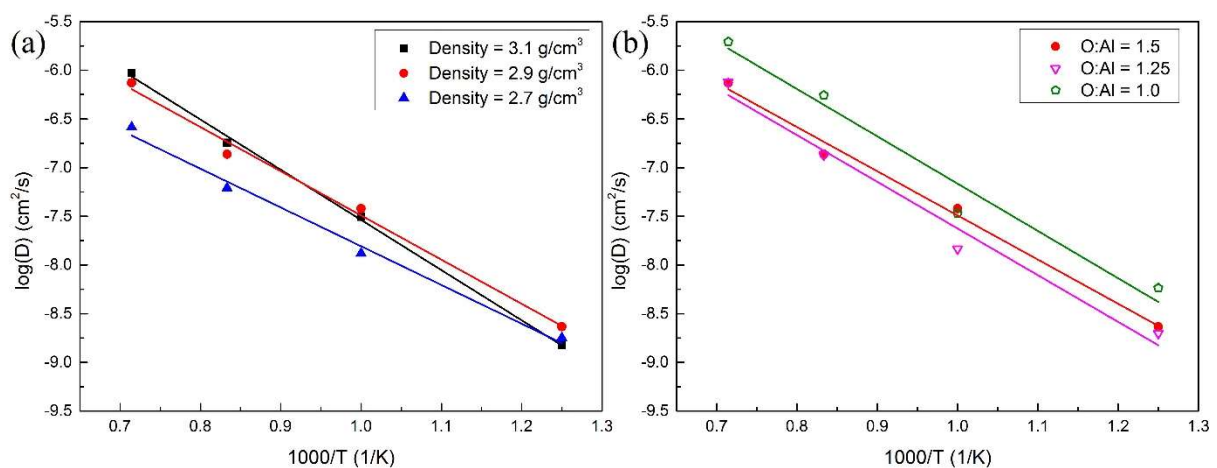 (a)
-5.5
-6.0
-6.5
-7.0
-7.5
-8.0
-8.5
-9.0
-9.5
log(D) (cm²/s)
Density = 3.1 g/cm³
Density = 2.9 g/cm³
Density = 2.7 g/cm³
0.7 0.8 0.9 1.0 1.1 1.2 1.3
1000/T (1/K)
(b)
-5.5
-6.0
-6.5
-7.0
-7.5
-8.0
-8.5
-9.0
-9.5
log(D) (cm²/s)
O:Al = 1.5
O:Al = 1.25
O:Al = 1.0
0.7 0.8 0.9 1.0 1.1 1.2 1.3
1000/T (1/K)